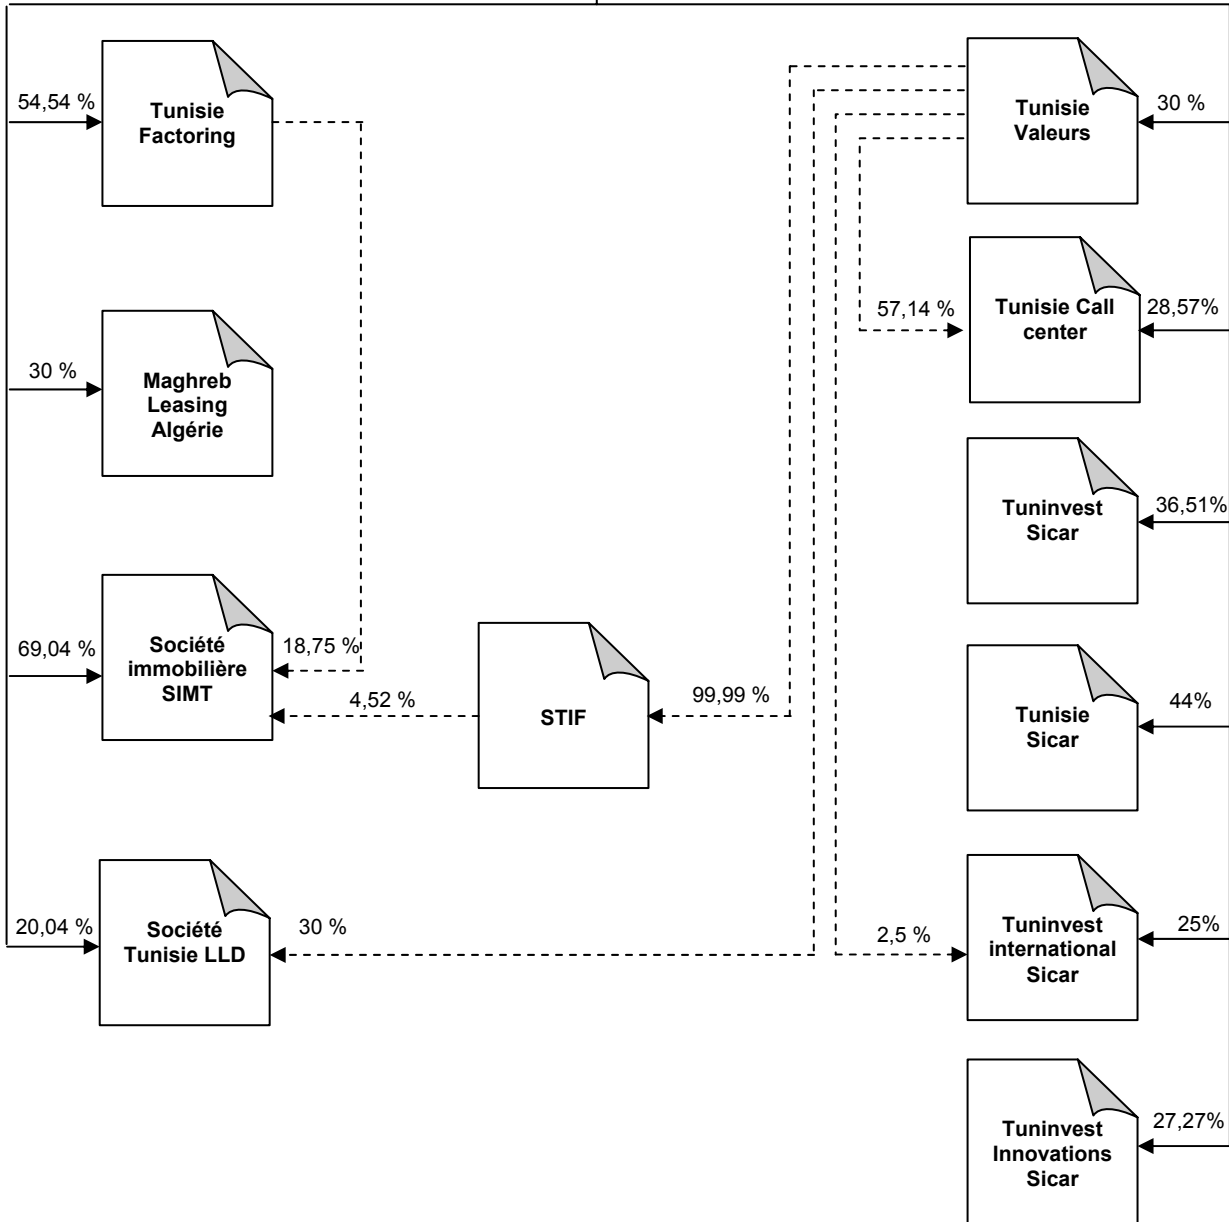 54,54 %
Tunisie
Factoring
Tunisie
Valeurs
30 %
57,14 %
Tunisie Call
center
28,57%
30 %
Maghreb
Leasing
Algérie
Tuninvest
Sicar
36,51%
69,04 %
Société
immobilière
SIMT
18,75 %
4,52 %
STIF
99,99 %
Tunisie
Sicar
44%
20,04 %
Société
Tunisie LLD
30 %
2,5 %
Tuninvest
international
Sicar
25%
Tuninvest
Innovations
Sicar
27,27%